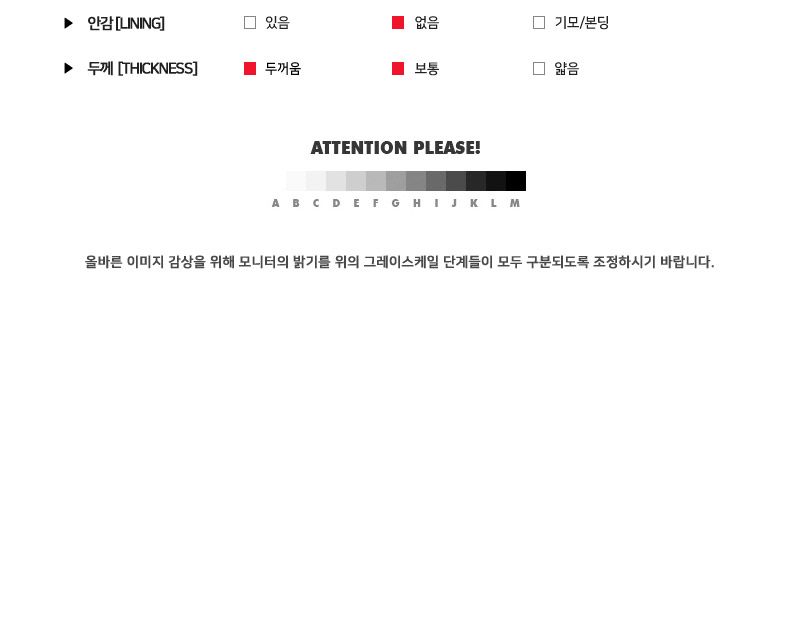 ▶ 안감 [LINING] □ 있음 ■ 없음 □ 기모/본딩
▶ 두께 [THICKNESS] ■ 두꺼움 ■ 보통 □ 얇음
ATTENTION PLEASE!
A B C D E F G H I J K L M
올바른 이미지 감상을 위해 모니터의 밝기를 위의 그레이스케일 단계들이 모두 구분되도록 조정하시기 바랍니다.